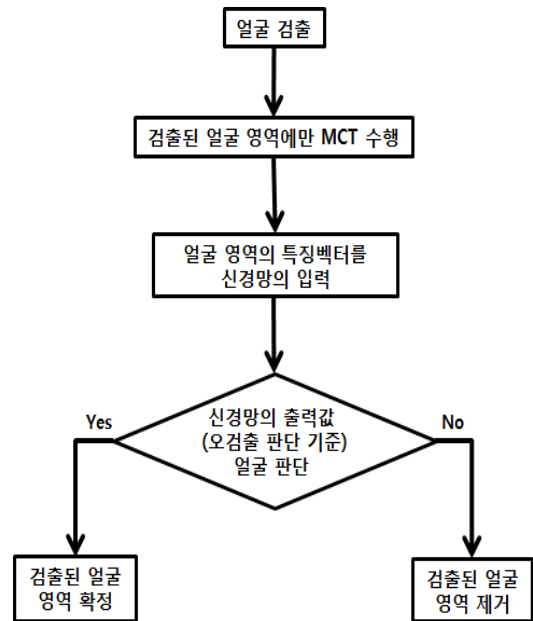 얼굴 검출
검출된 얼굴 영역에만 MCT 수행
얼굴 영역의 특징벡터를
신경망의 입력
신경망의 출력값
(오검출 판단 기준)
얼굴 판단
Yes
No
검출된 얼굴
영역 확정
검출된 얼굴
영역 제거